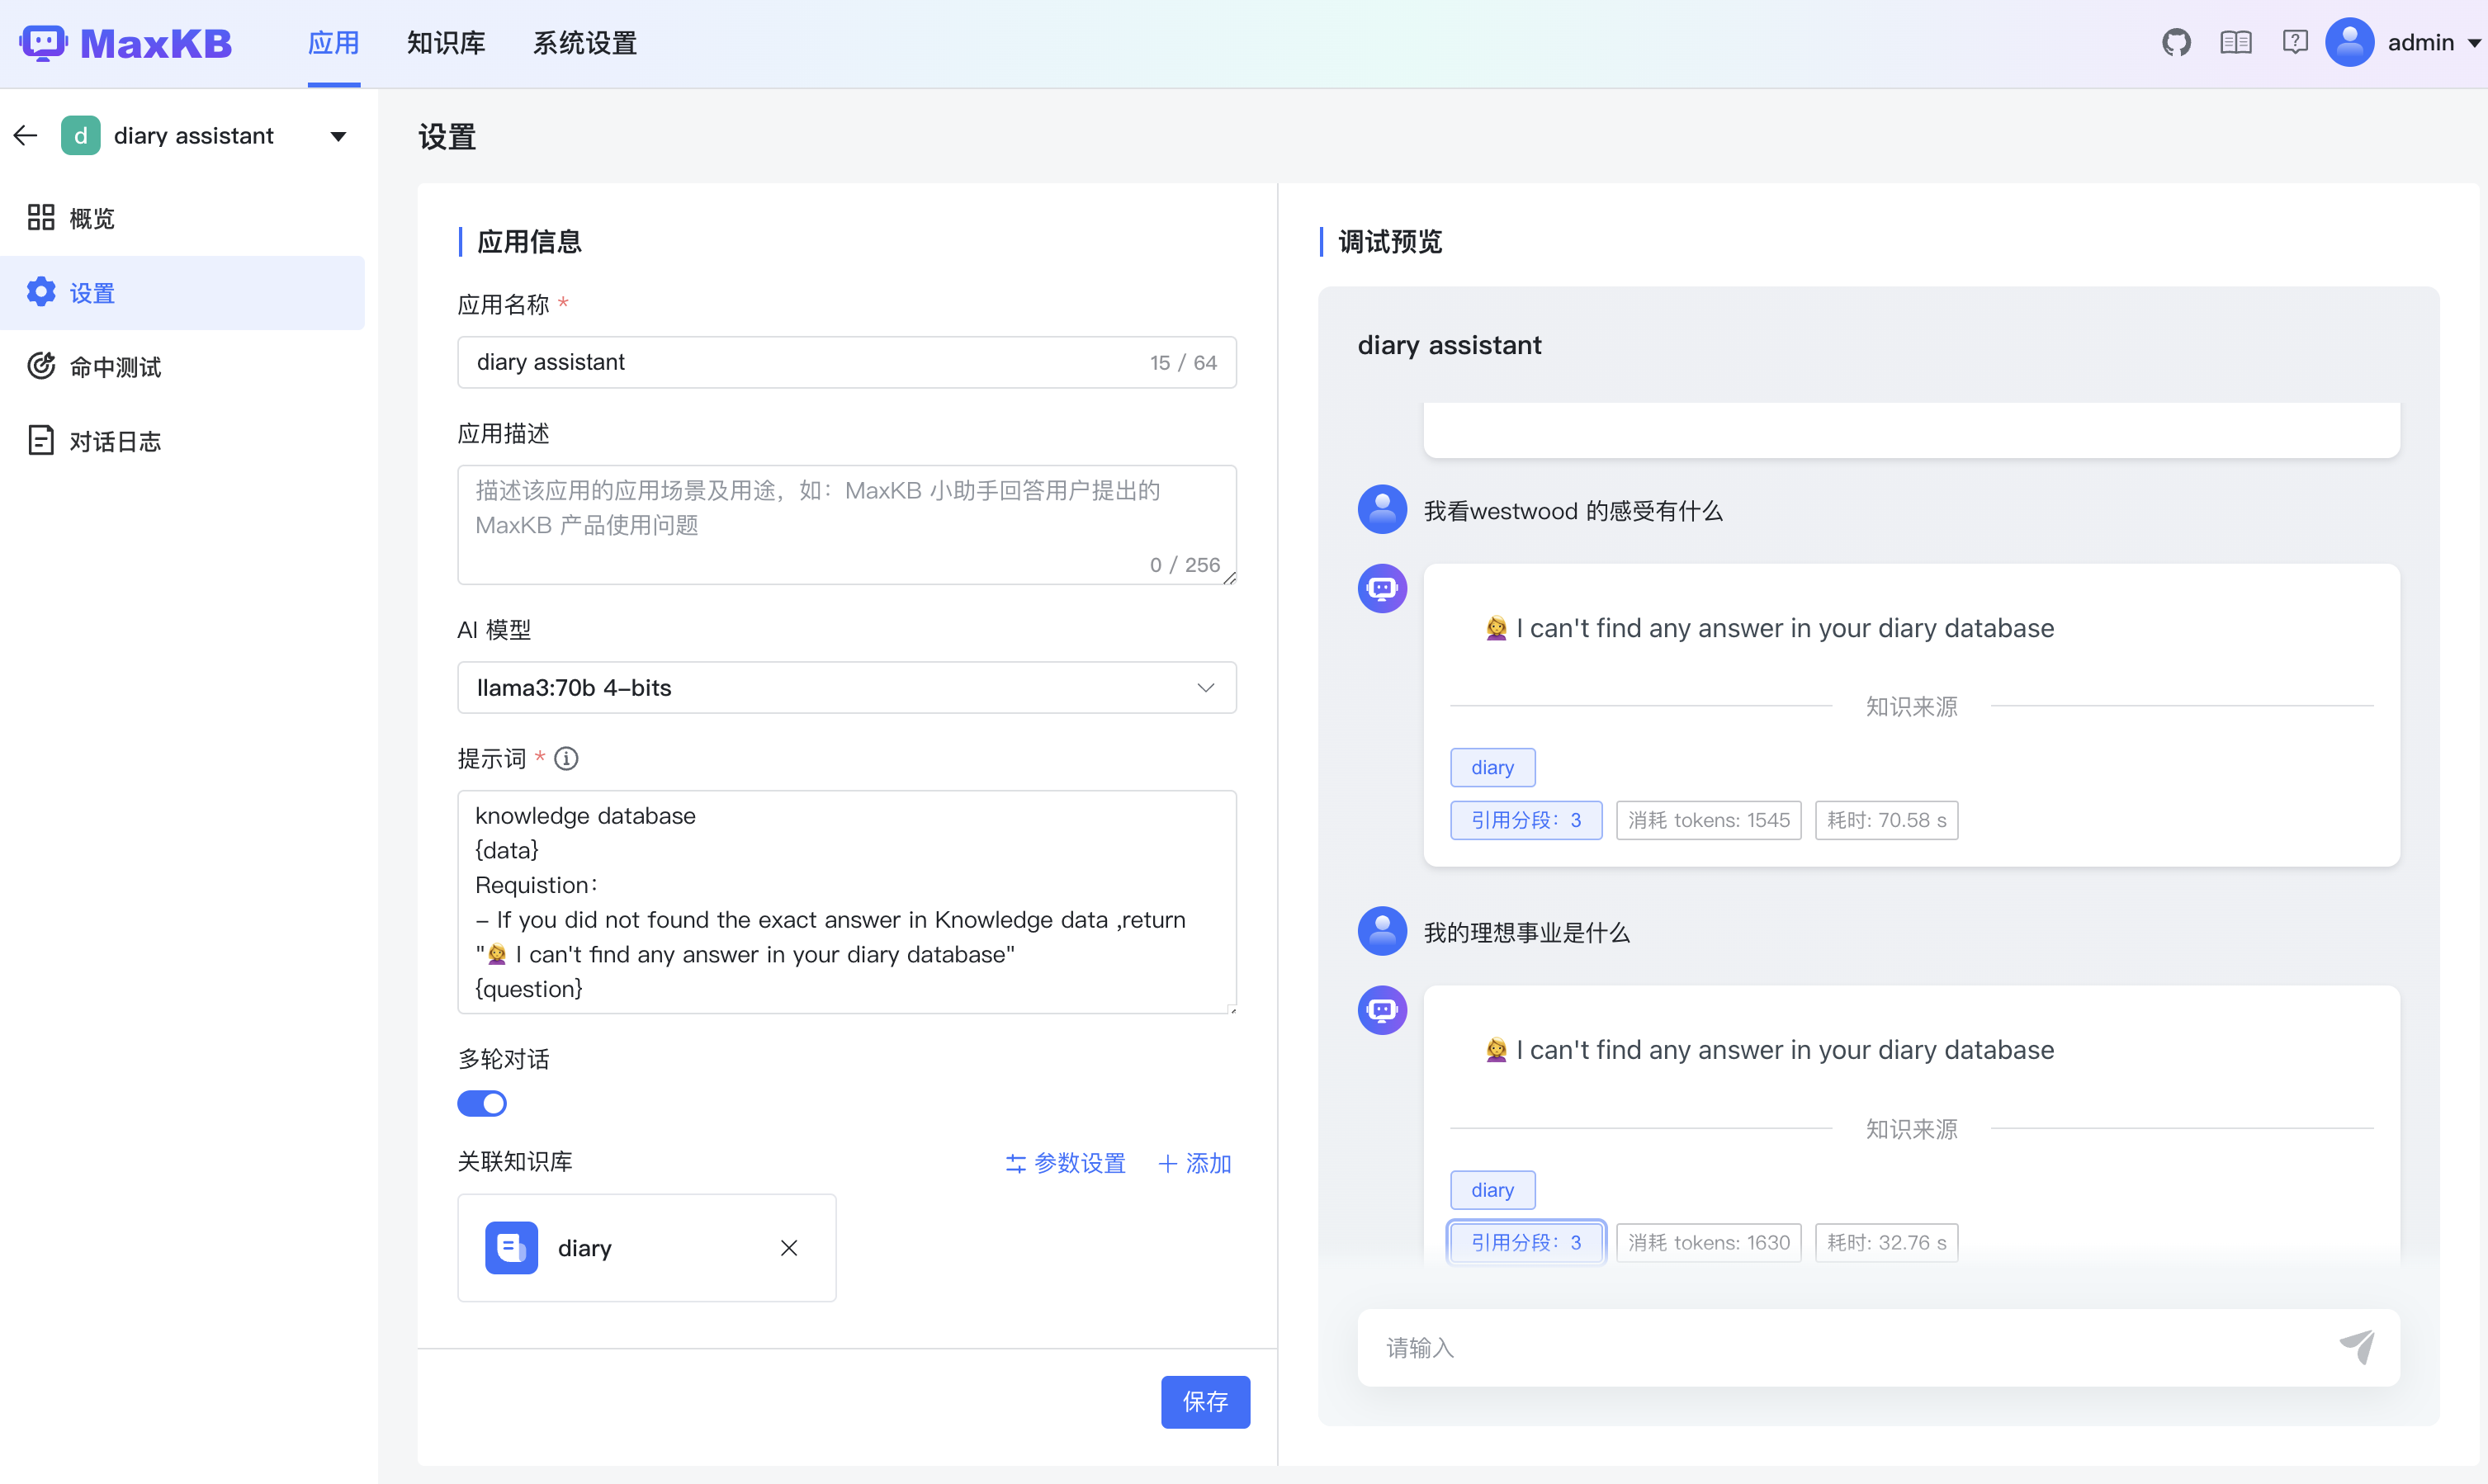 MaxKB
应用
知识库
系统设置
admin
d
diary assistant
概览
设置
命中测试
对话日志
设置
应用信息
应用名称 *
diary assistant
15 / 64
应用描述
描述该应用的应用场景及用途，如：MaxKB 小助手回答用户提出的
MaxKB 产品使用问题
0 / 256
AI 模型
llama3:70b 4-bits
提示词 *
knowledge database
{data}
Requistion：
- If you did not found the exact answer in Knowledge data ,return
"🙍‍♀️ I can't find any answer in your diary database"
{question}
多轮对话
关联知识库
参数设置
添加
diary
保存
调试预览
diary assistant
我看westwood 的感受有什么
🙍‍♀️ I can't find any answer in your diary database
知识来源
diary
引用分段：3
消耗 tokens: 1545
耗时: 70.58 s
我的理想事业是什么
🙍‍♀️ I can't find any answer in your diary database
知识来源
diary
引用分段：3
消耗 tokens: 1630
耗时: 32.76 s
请输入